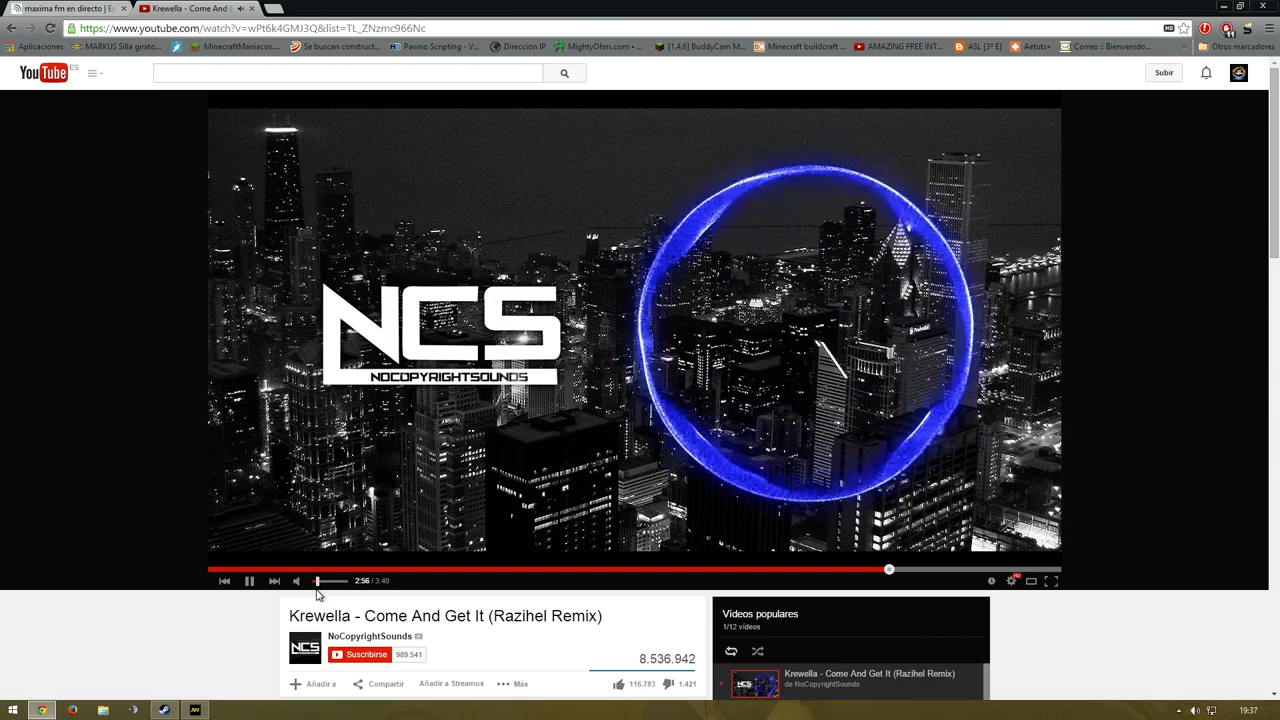 maxima fm en directo | Es
Krewella - Come And G
https://www.youtube.com/watch?v=wPt6k4GMJ3Q&list=TL_ZNzmc966Nc
Aplicaciones
MARKUS Silla girato...
MinecraftManiacos....
Se buscan construct...
Pawno Scripting - V...
Dirección IP
MightyOhm.com • ...
[1.4.6] BuddyCam M...
Minecraft buildcraft ...
AMAZING FREE INT...
ASL [3º E]
Aetuts+
Correo :: Bienvenido...
Otros marcadores
YouTube ES
Subir
NCS
NOCOPYRIGHTSOUNDS
2:56 / 3:40
HD
Krewella - Come And Get It (Razihel Remix)
NoCopyrightSounds
Suscribirse 989.541
8.536.942
Añadir a
Compartir
Añadir a Streamus
Más
116.783
1.421
Vídeos populares
1/12 vídeos
Krewella - Come And Get It (Razihel Remix)
de NoCopyrightSounds
19:37